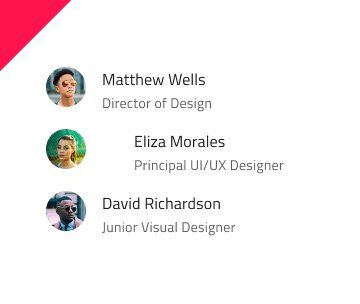 Matthew Wells
Director of Design
Eliza Morales
Principal UI/UX Designer
David Richardson
Junior Visual Designer